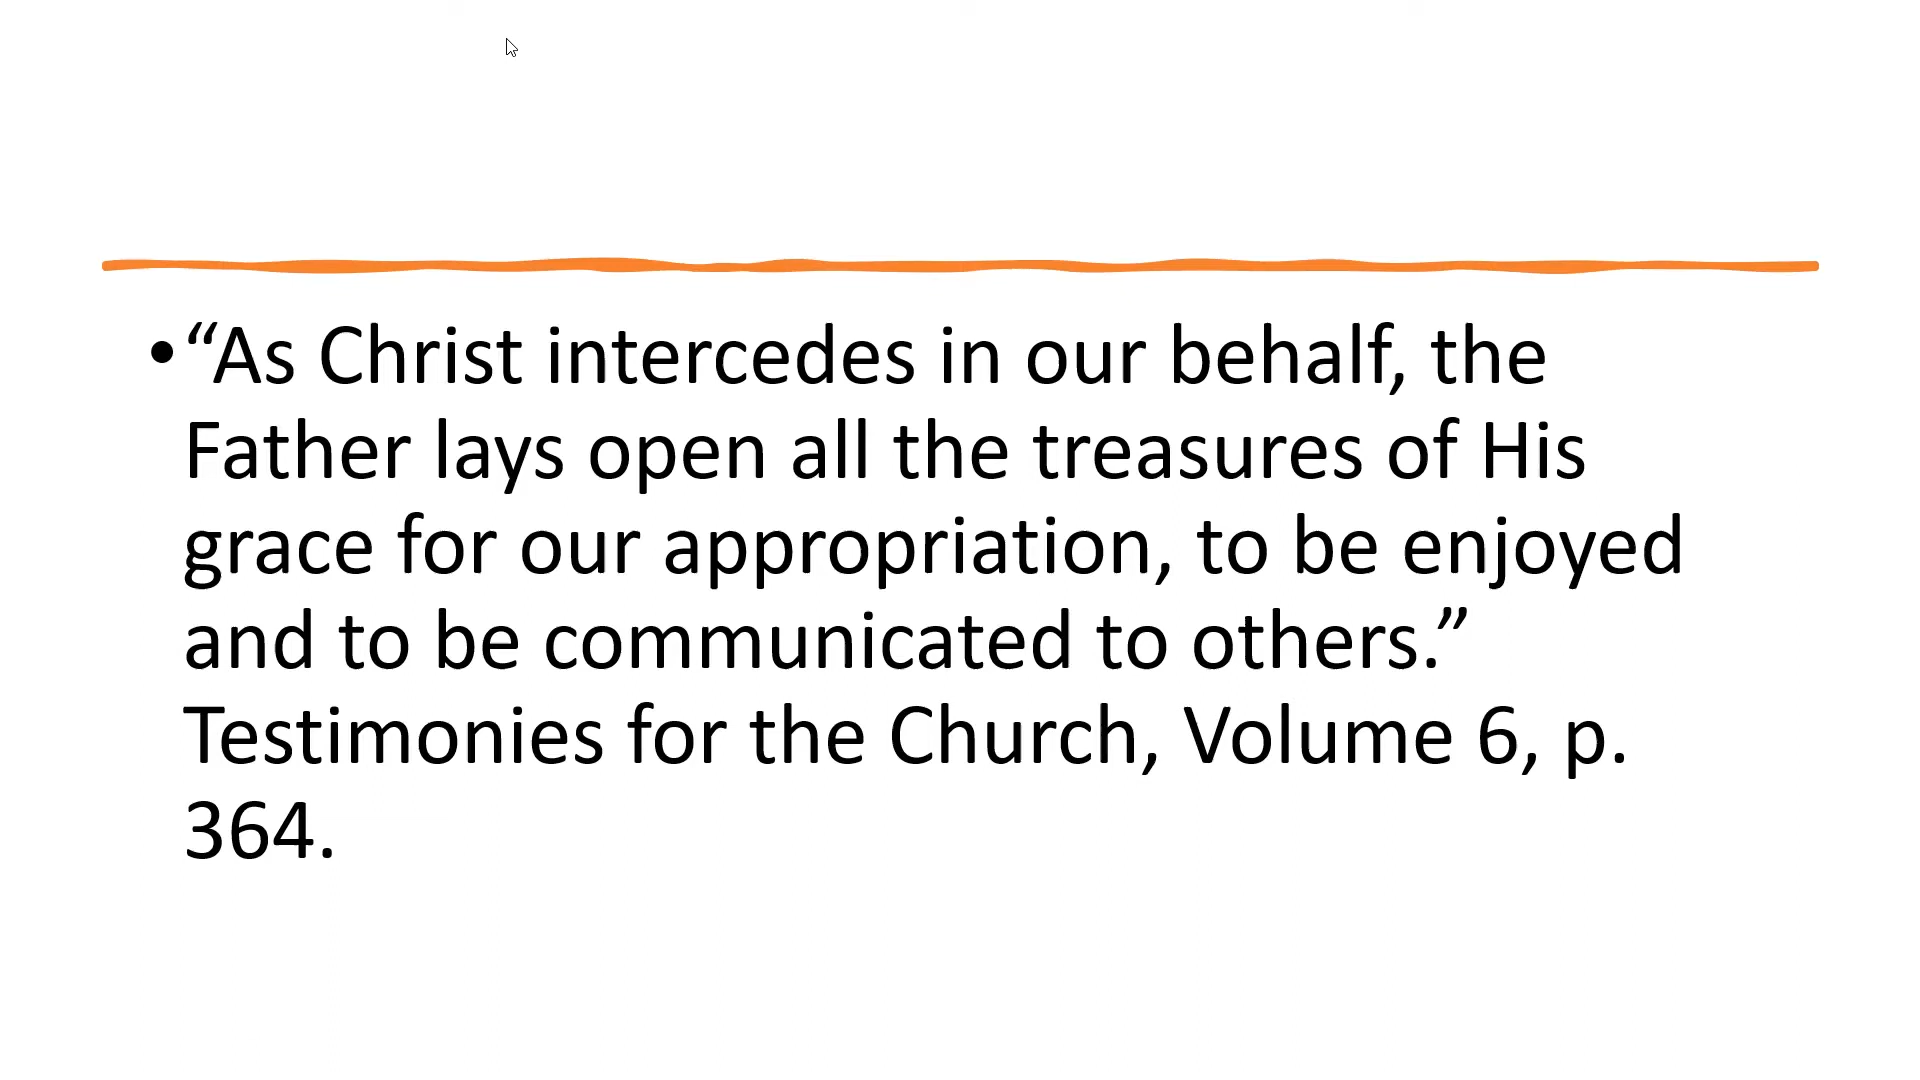 •“As Christ intercedes in our behalf, the
Father lays open all the treasures of His
grace for our appropriation, to be enjoyed
and to be communicated to others.”
Testimonies for the Church, Volume 6, p.
364.